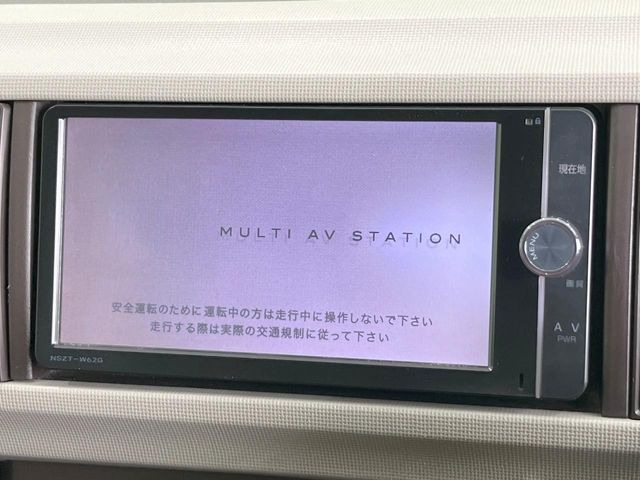 現在地
MULTI AV STATION
MENU
画質
安全運転のために運転中の方は走行中に操作しないで下さい
走行する際は実際の交通規制に従って下さい
AV
PWR
NSZT-W62G